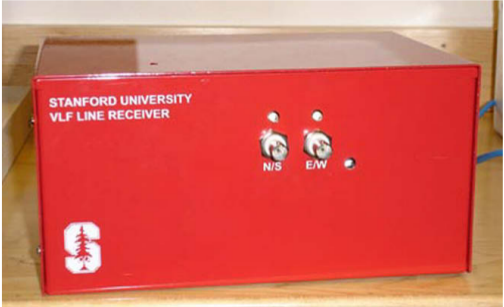 STANFORD UNIVERSITY
VLF LINE RECEIVER
N/S E/W
S